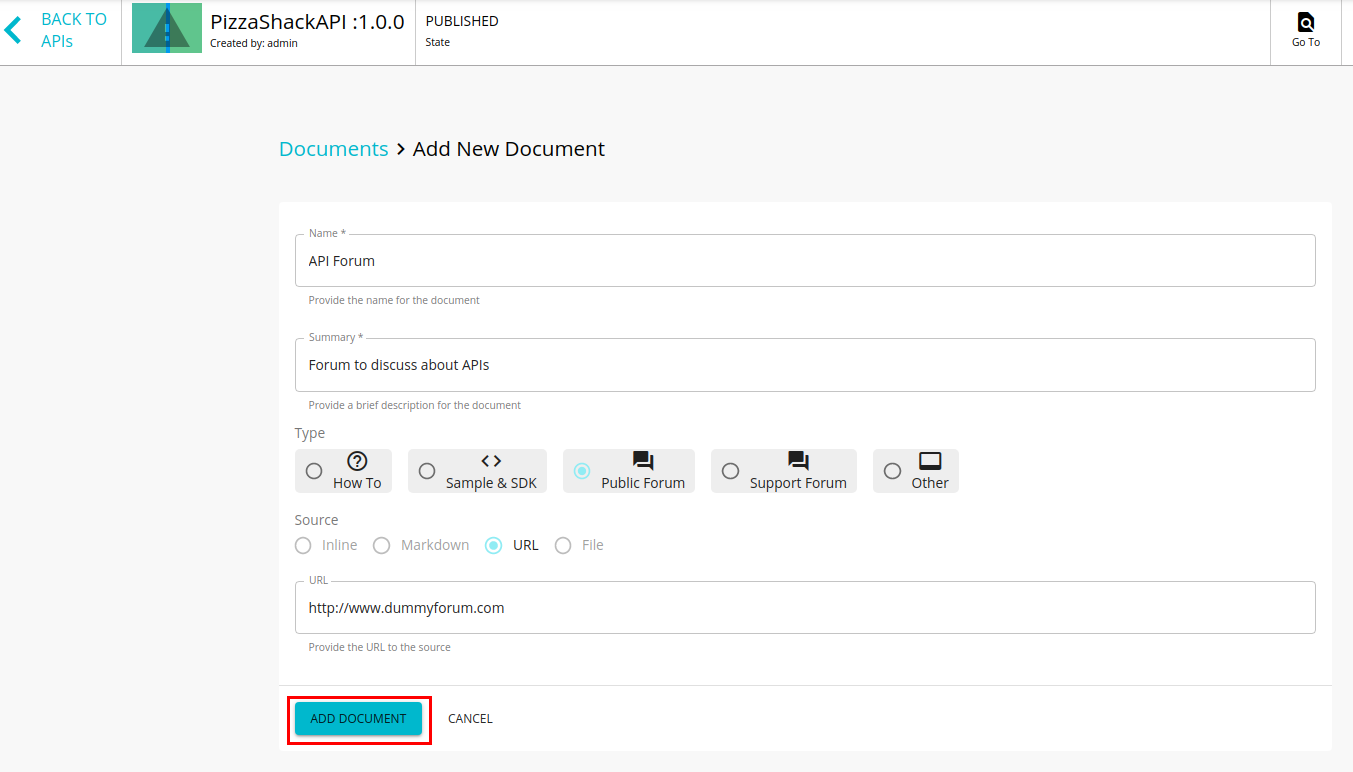 BACK TO
APIs
PizzaShackAPI :1.0.0
Created by: admin
PUBLISHED
State
Go To
Documents > Add New Document
Name *
API Forum
Provide the name for the document
Summary *
Forum to discuss about APIs
Provide a brief description for the document
Type
How To
Sample & SDK
Public Forum
Support Forum
Other
Source
Inline
Markdown
URL
File
URL
http://www.dummyforum.com
Provide the URL to the source
ADD DOCUMENT
CANCEL